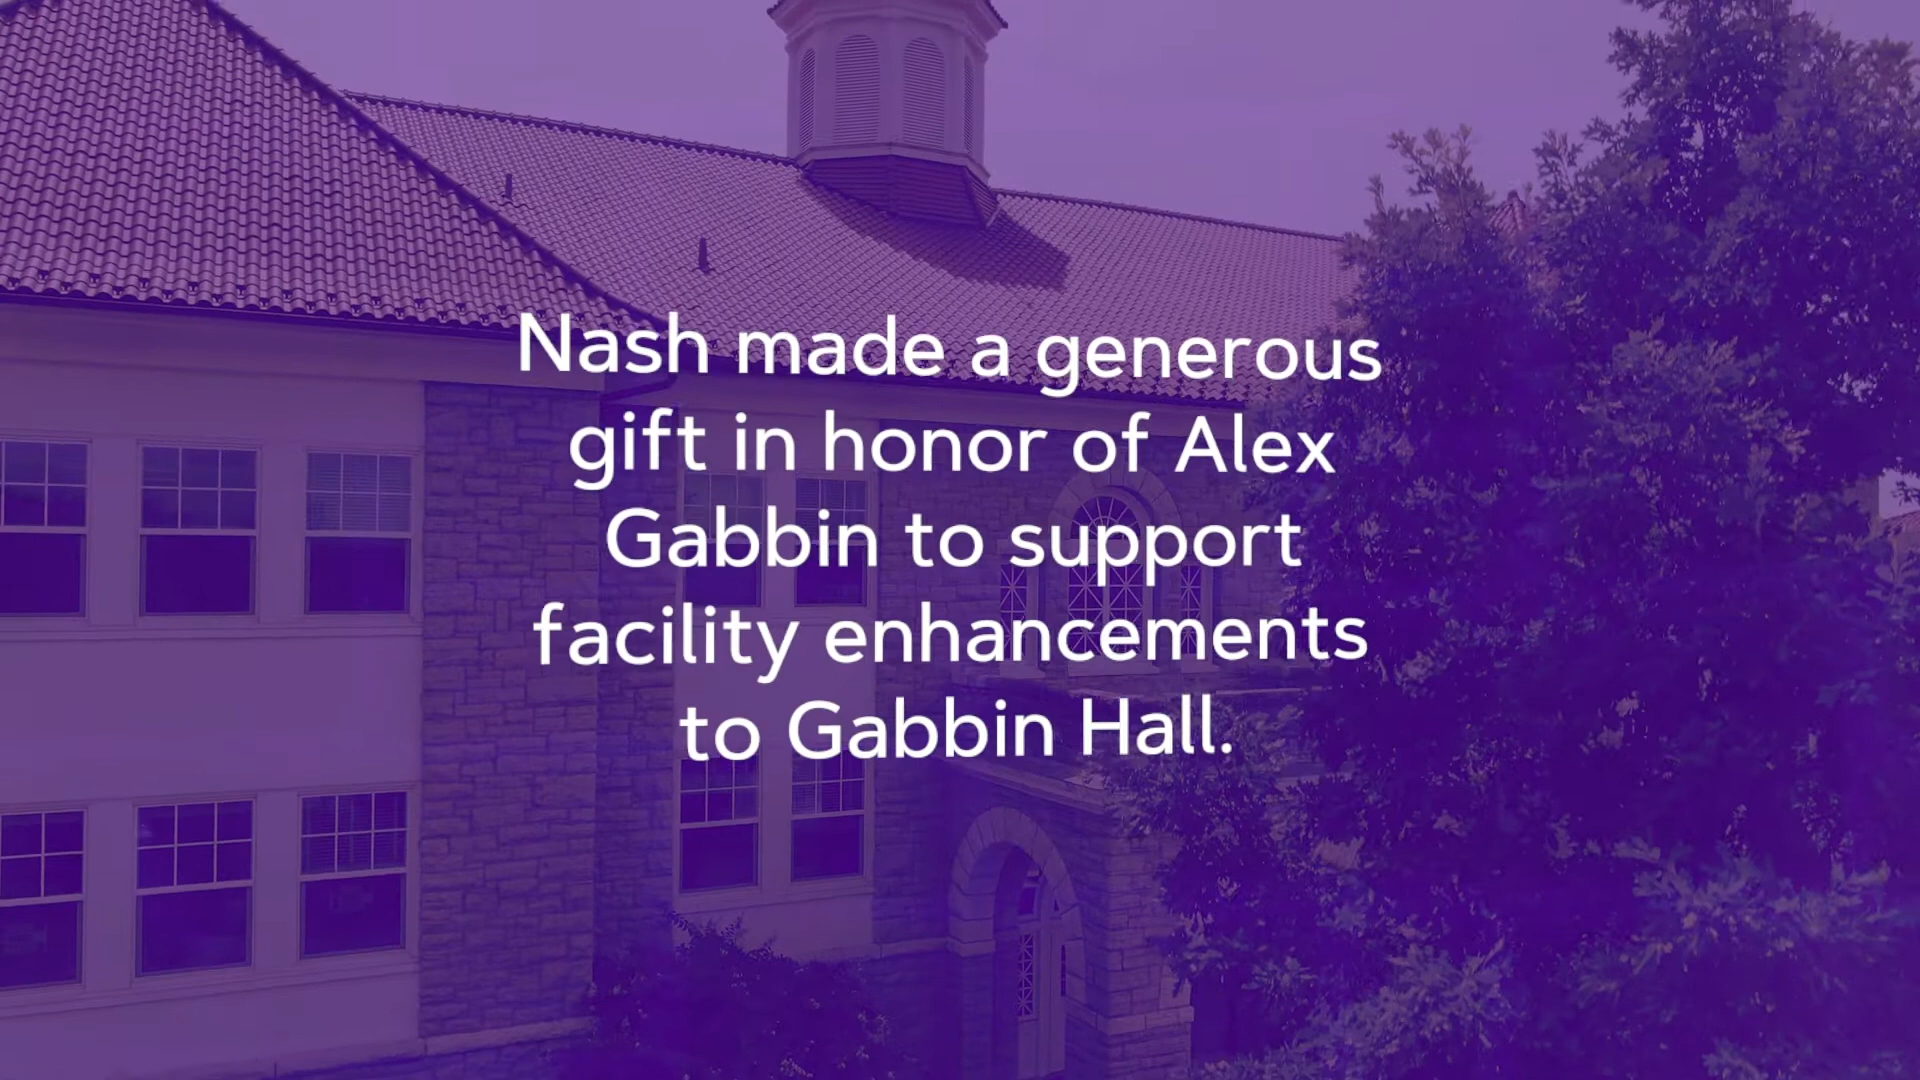 Nash made a generous
gift in honor of Alex
Gabbin to support
facility enhancements
to Gabbin Hall.